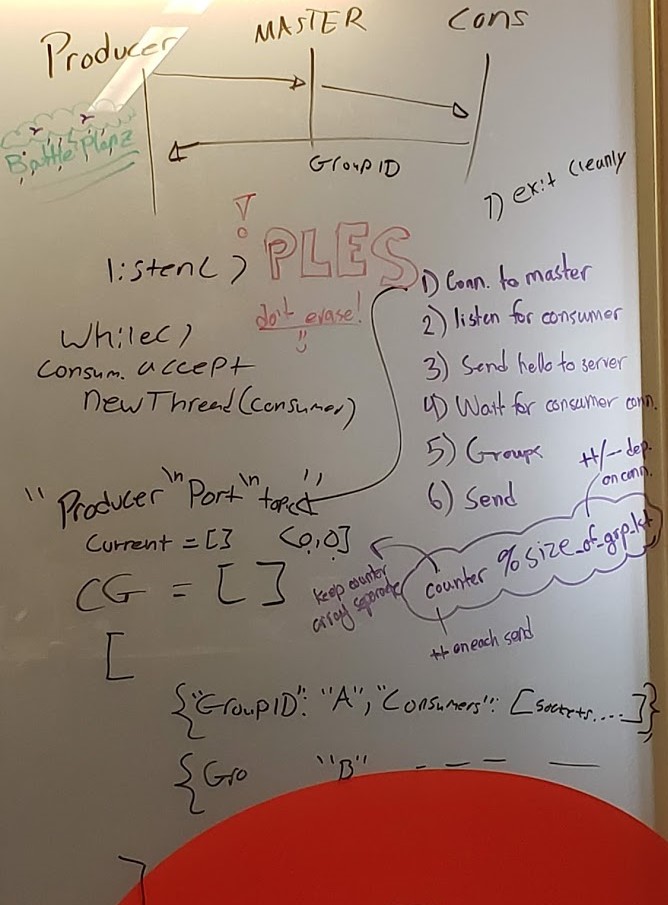 Producer MASTER Cons
Battle Planz
GroupID
7) exit cleanly
listen()
! PLES
don't erase!
while()
consum. accept
newThread(consumer)
1) Conn. to master
2) listen for consumer
3) Send hello to server
4) Wait for consumer conn.
5) Groups
6) Send
++/-- dep.
on conn.
"Producer\nPort\ntopic"
Current = [] <0,0]
keep counter
array separate
counter % size_of_grp.lst
++ on each send
CG = []
[
{"GroupID": "A", "Consumers": [sockets....]},
{Gro "B" - - - —
]